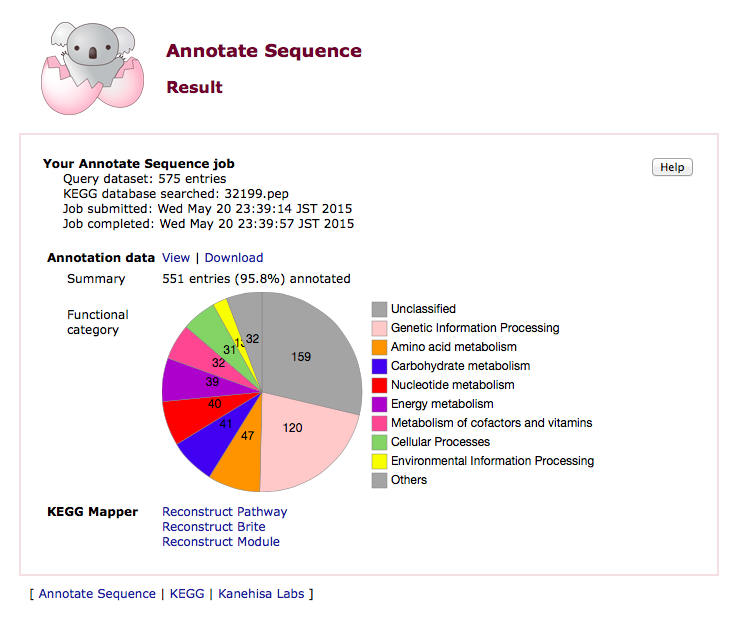 Annotate Sequence
Result
Your Annotate Sequence job
Help
Query dataset: 575 entries
KEGG database searched: 32199.pep
Job submitted: Wed May 20 23:39:14 JST 2015
Job completed: Wed May 20 23:39:57 JST 2015
Annotation data View | Download
Summary 551 entries (95.8%) annotated
Functional category
159
120
47
41
40
39
32
31
32
Unclassified
Genetic Information Processing
Amino acid metabolism
Carbohydrate metabolism
Nucleotide metabolism
Energy metabolism
Metabolism of cofactors and vitamins
Cellular Processes
Environmental Information Processing
Others
KEGG Mapper Reconstruct Pathway
Reconstruct Brite
Reconstruct Module
[ Annotate Sequence | KEGG | Kanehisa Labs ]